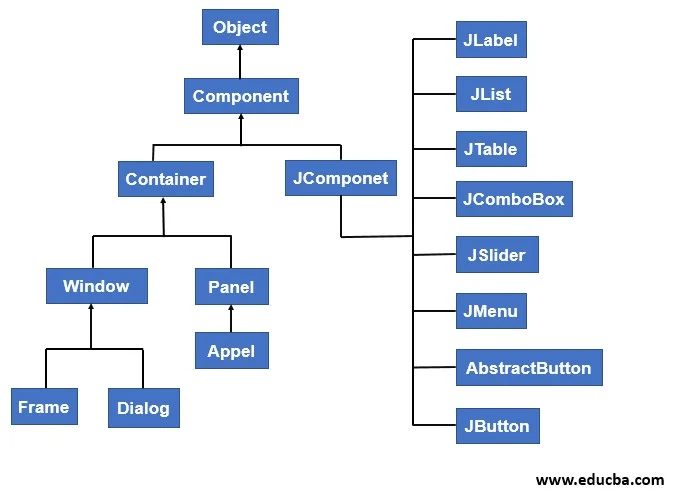 Object
Component
Container
JComponet
Window
Panel
Appel
Frame
Dialog
JLabel
JList
JTable
JComboBox
JSlider
JMenu
AbstractButton
JButton
www.educba.com